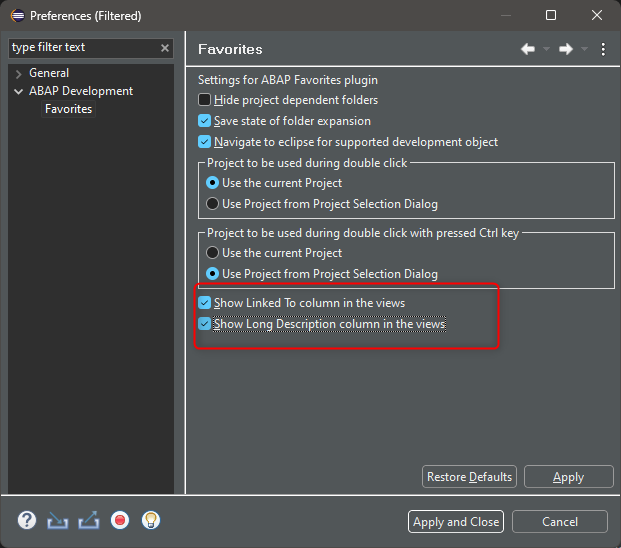 Preferences (Filtered)
type filter text
General
ABAP Development
Favorites
Favorites
Settings for ABAP Favorites plugin
Hide project dependent folders
Save state of folder expansion
Navigate to eclipse for supported development object
Project to be used during double click
Use the current Project
Use Project from Project Selection Dialog
Project to be used during double click with pressed Ctrl key
Use the current Project
Use Project from Project Selection Dialog
Show Linked To column in the views
Show Long Description column in the views
Restore Defaults
Apply
Apply and Close
Cancel